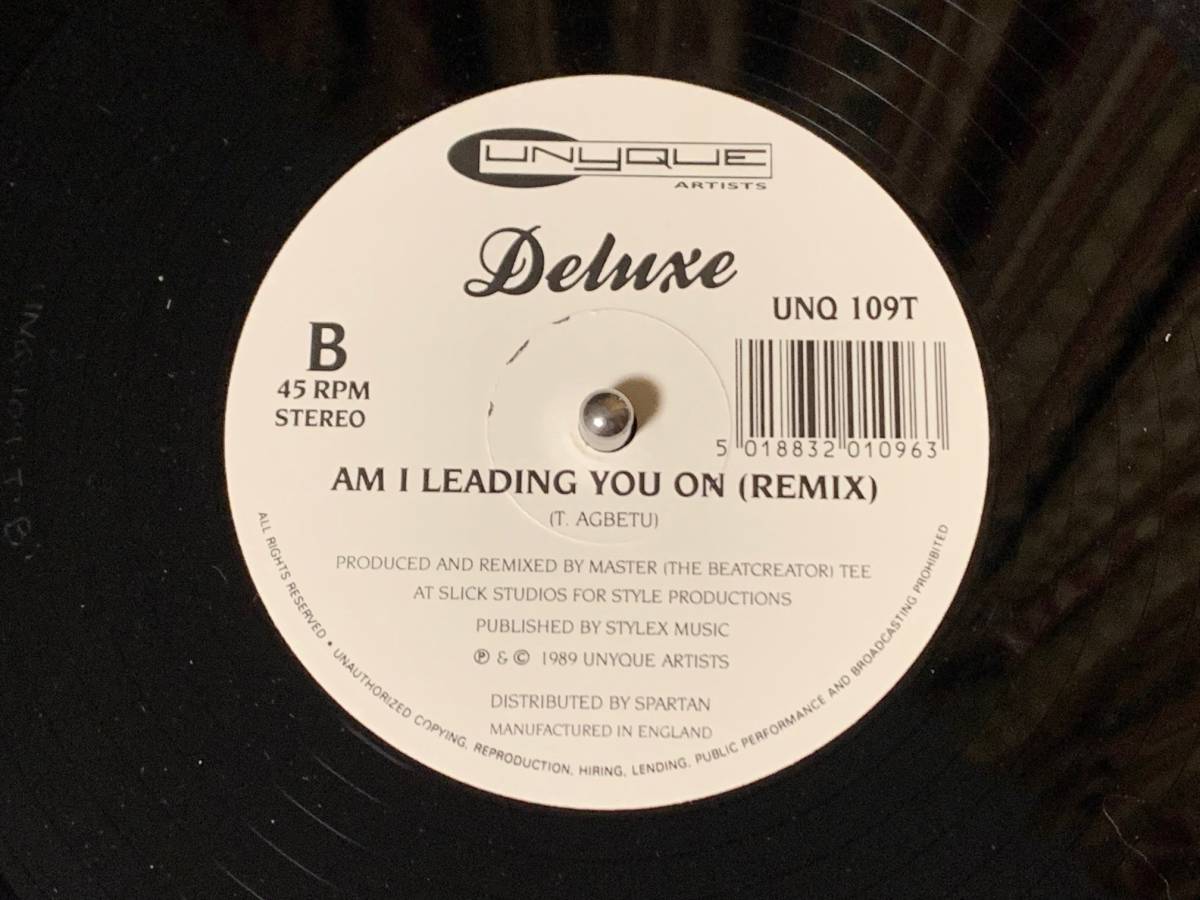 UNYQUE
ARTISTS
Deluxe
UNQ 109T
B
45 RPM
STEREO
5 018832 010963
AM I LEADING YOU ON (REMIX)
(T. AGBETU)
PRODUCED AND REMIXED BY MASTER (THE BEATCREATOR) TEE
AT SLICK STUDIOS FOR STYLE PRODUCTIONS
PUBLISHED BY STYLEX MUSIC
℗ & © 1989 UNYQUE ARTISTS
DISTRIBUTED BY SPARTAN
MANUFACTURED IN ENGLAND
ALL RIGHTS RESERVED • UNAUTHORIZED COPYING, REPRODUCTION, HIRING, LENDING, PUBLIC PERFORMANCE AND BROADCASTING PROHIBITED